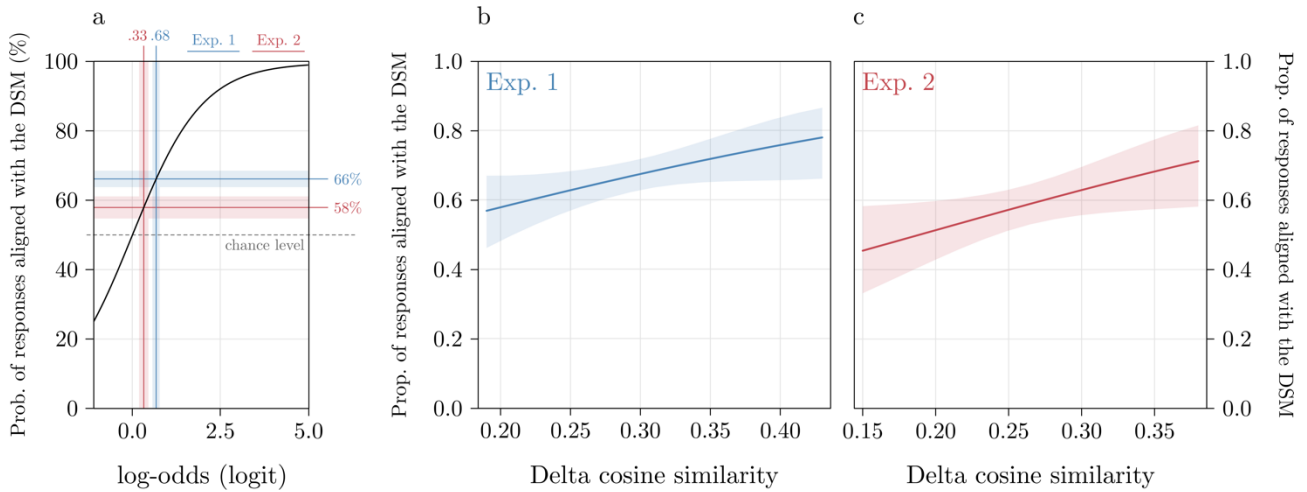 a
.33
.68
Exp. 1
Exp. 2
Prob. of responses aligned with the DSM (%)
100
80
60
40
20
0
66%
58%
chance level
0.0
2.5
5.0
log-odds (logit)
b
Exp. 1
Prop. of responses aligned with the DSM
1.0
0.8
0.6
0.4
0.2
0.0
0.20
0.25
0.30
0.35
0.40
Delta cosine similarity
c
Exp. 2
0.15
0.20
0.25
0.30
0.35
Delta cosine similarity
1.0
0.8
0.6
0.4
0.2
0.0
Prop. of responses aligned with the DSM